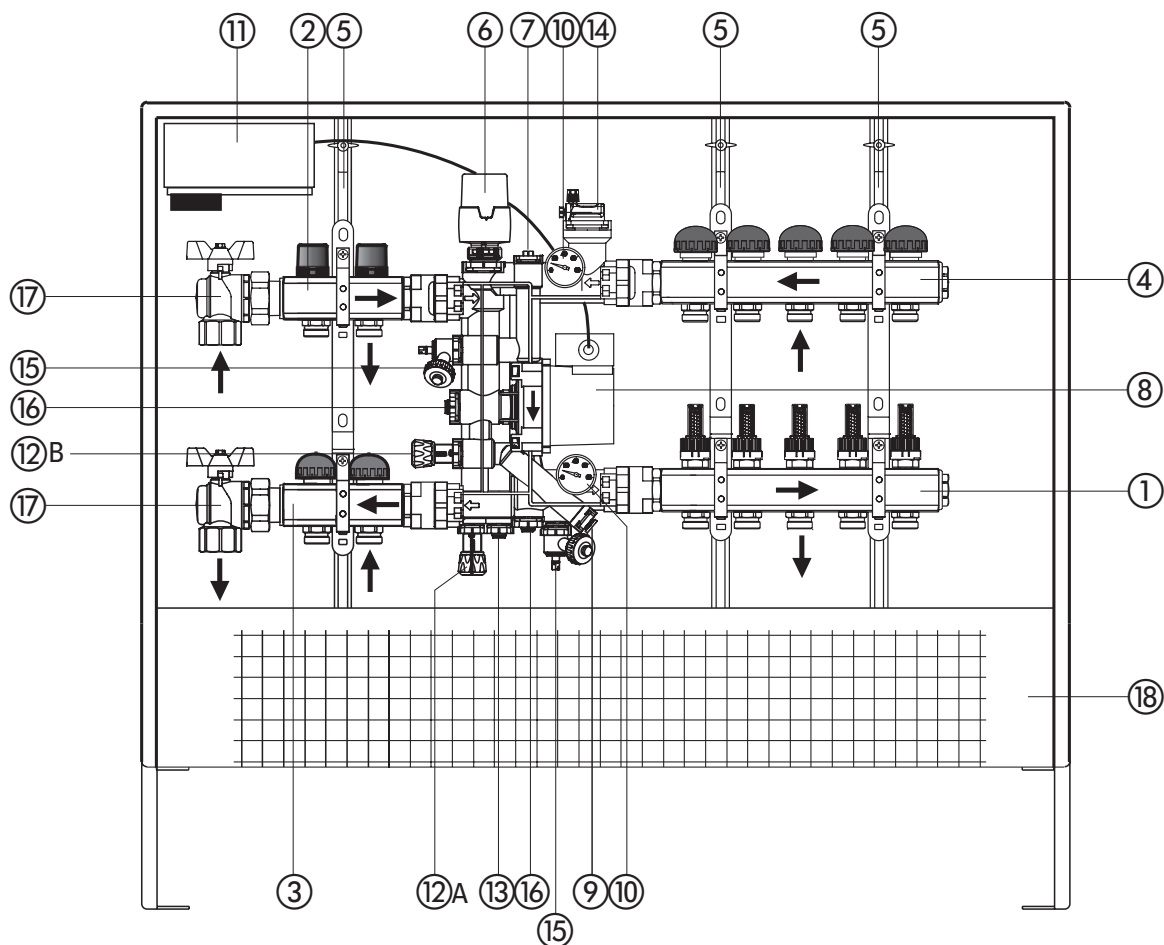 ⑪ ② ⑤ ⑥ ⑦ ⑩ ⑭ ⑤ ⑤
⑰ ④
⑮
⑧
⑯
⑫B
⑰ ①
⑱
③ ⑫A ⑬ ⑯ ⑨ ⑩
⑮